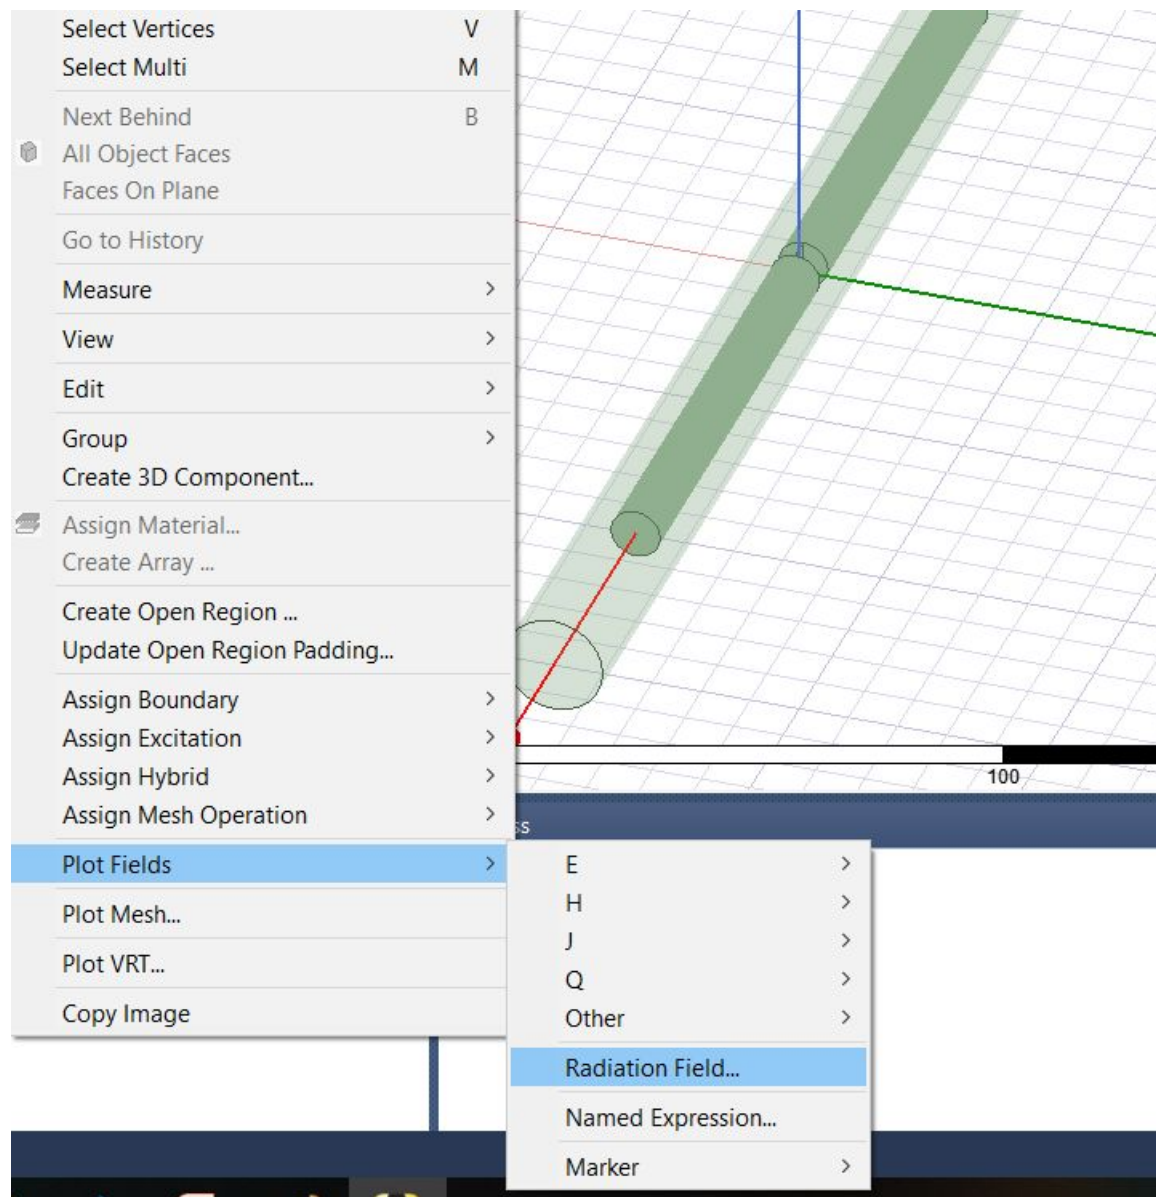 Select Vertices V
Select Multi M
Next Behind B
All Object Faces
Faces On Plane
Go to History
Measure >
View >
Edit >
Group >
Create 3D Component...
Assign Material...
Create Array ...
Create Open Region ...
Update Open Region Padding...
Assign Boundary >
Assign Excitation >
Assign Hybrid >
Assign Mesh Operation >
Plot Fields >
Plot Mesh...
Plot VRT...
Copy Image
100
E >
H >
J >
Q >
Other >
Radiation Field...
Named Expression...
Marker >